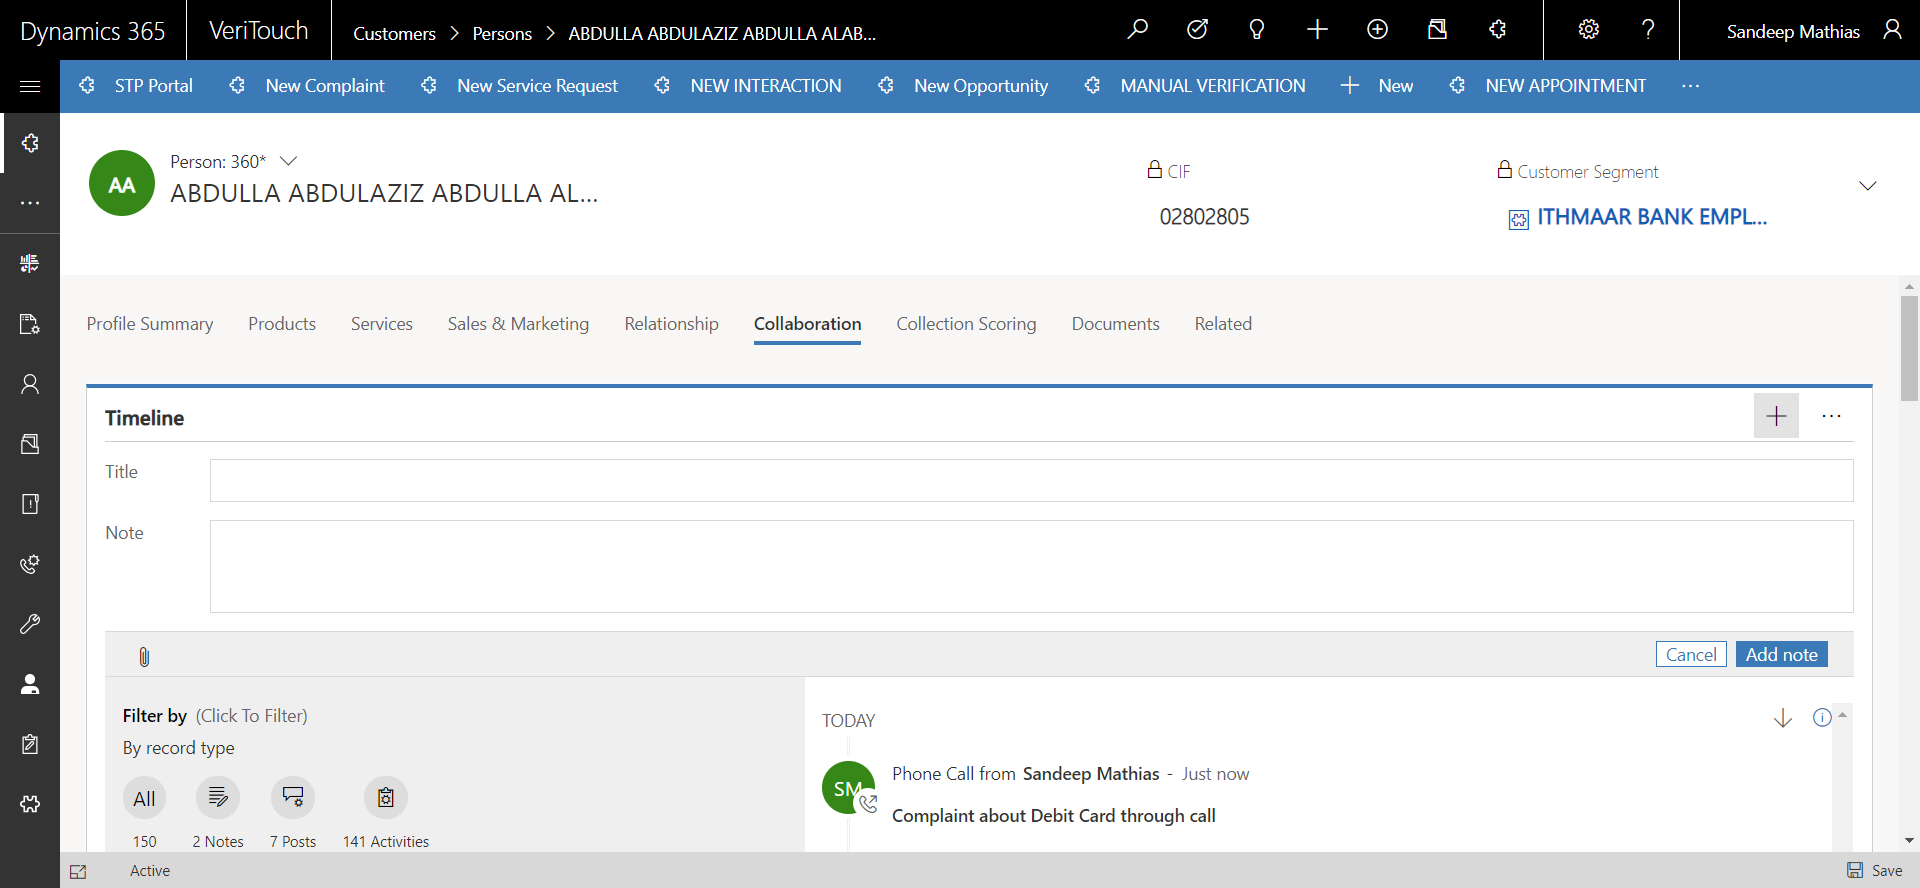 Dynamics 365
VeriTouch
Customers > Persons > ABDULLA ABDULAZIZ ABDULLA ALAB...
Sandeep Mathias
STP Portal
New Complaint
New Service Request
NEW INTERACTION
New Opportunity
MANUAL VERIFICATION
New
NEW APPOINTMENT
...
AA
Person: 360*
ABDULLA ABDULAZIZ ABDULLA AL...
CIF
02802805
Customer Segment
ITHMAAR BANK EMPL...
Profile Summary
Products
Services
Sales & Marketing
Relationship
Collaboration
Collection Scoring
Documents
Related
Timeline
Title
Note
Cancel
Add note
Filter by (Click To Filter)
By record type
All
150
2 Notes
7 Posts
141 Activities
TODAY
SM
Phone Call from Sandeep Mathias - Just now
Complaint about Debit Card through call
Active
Save